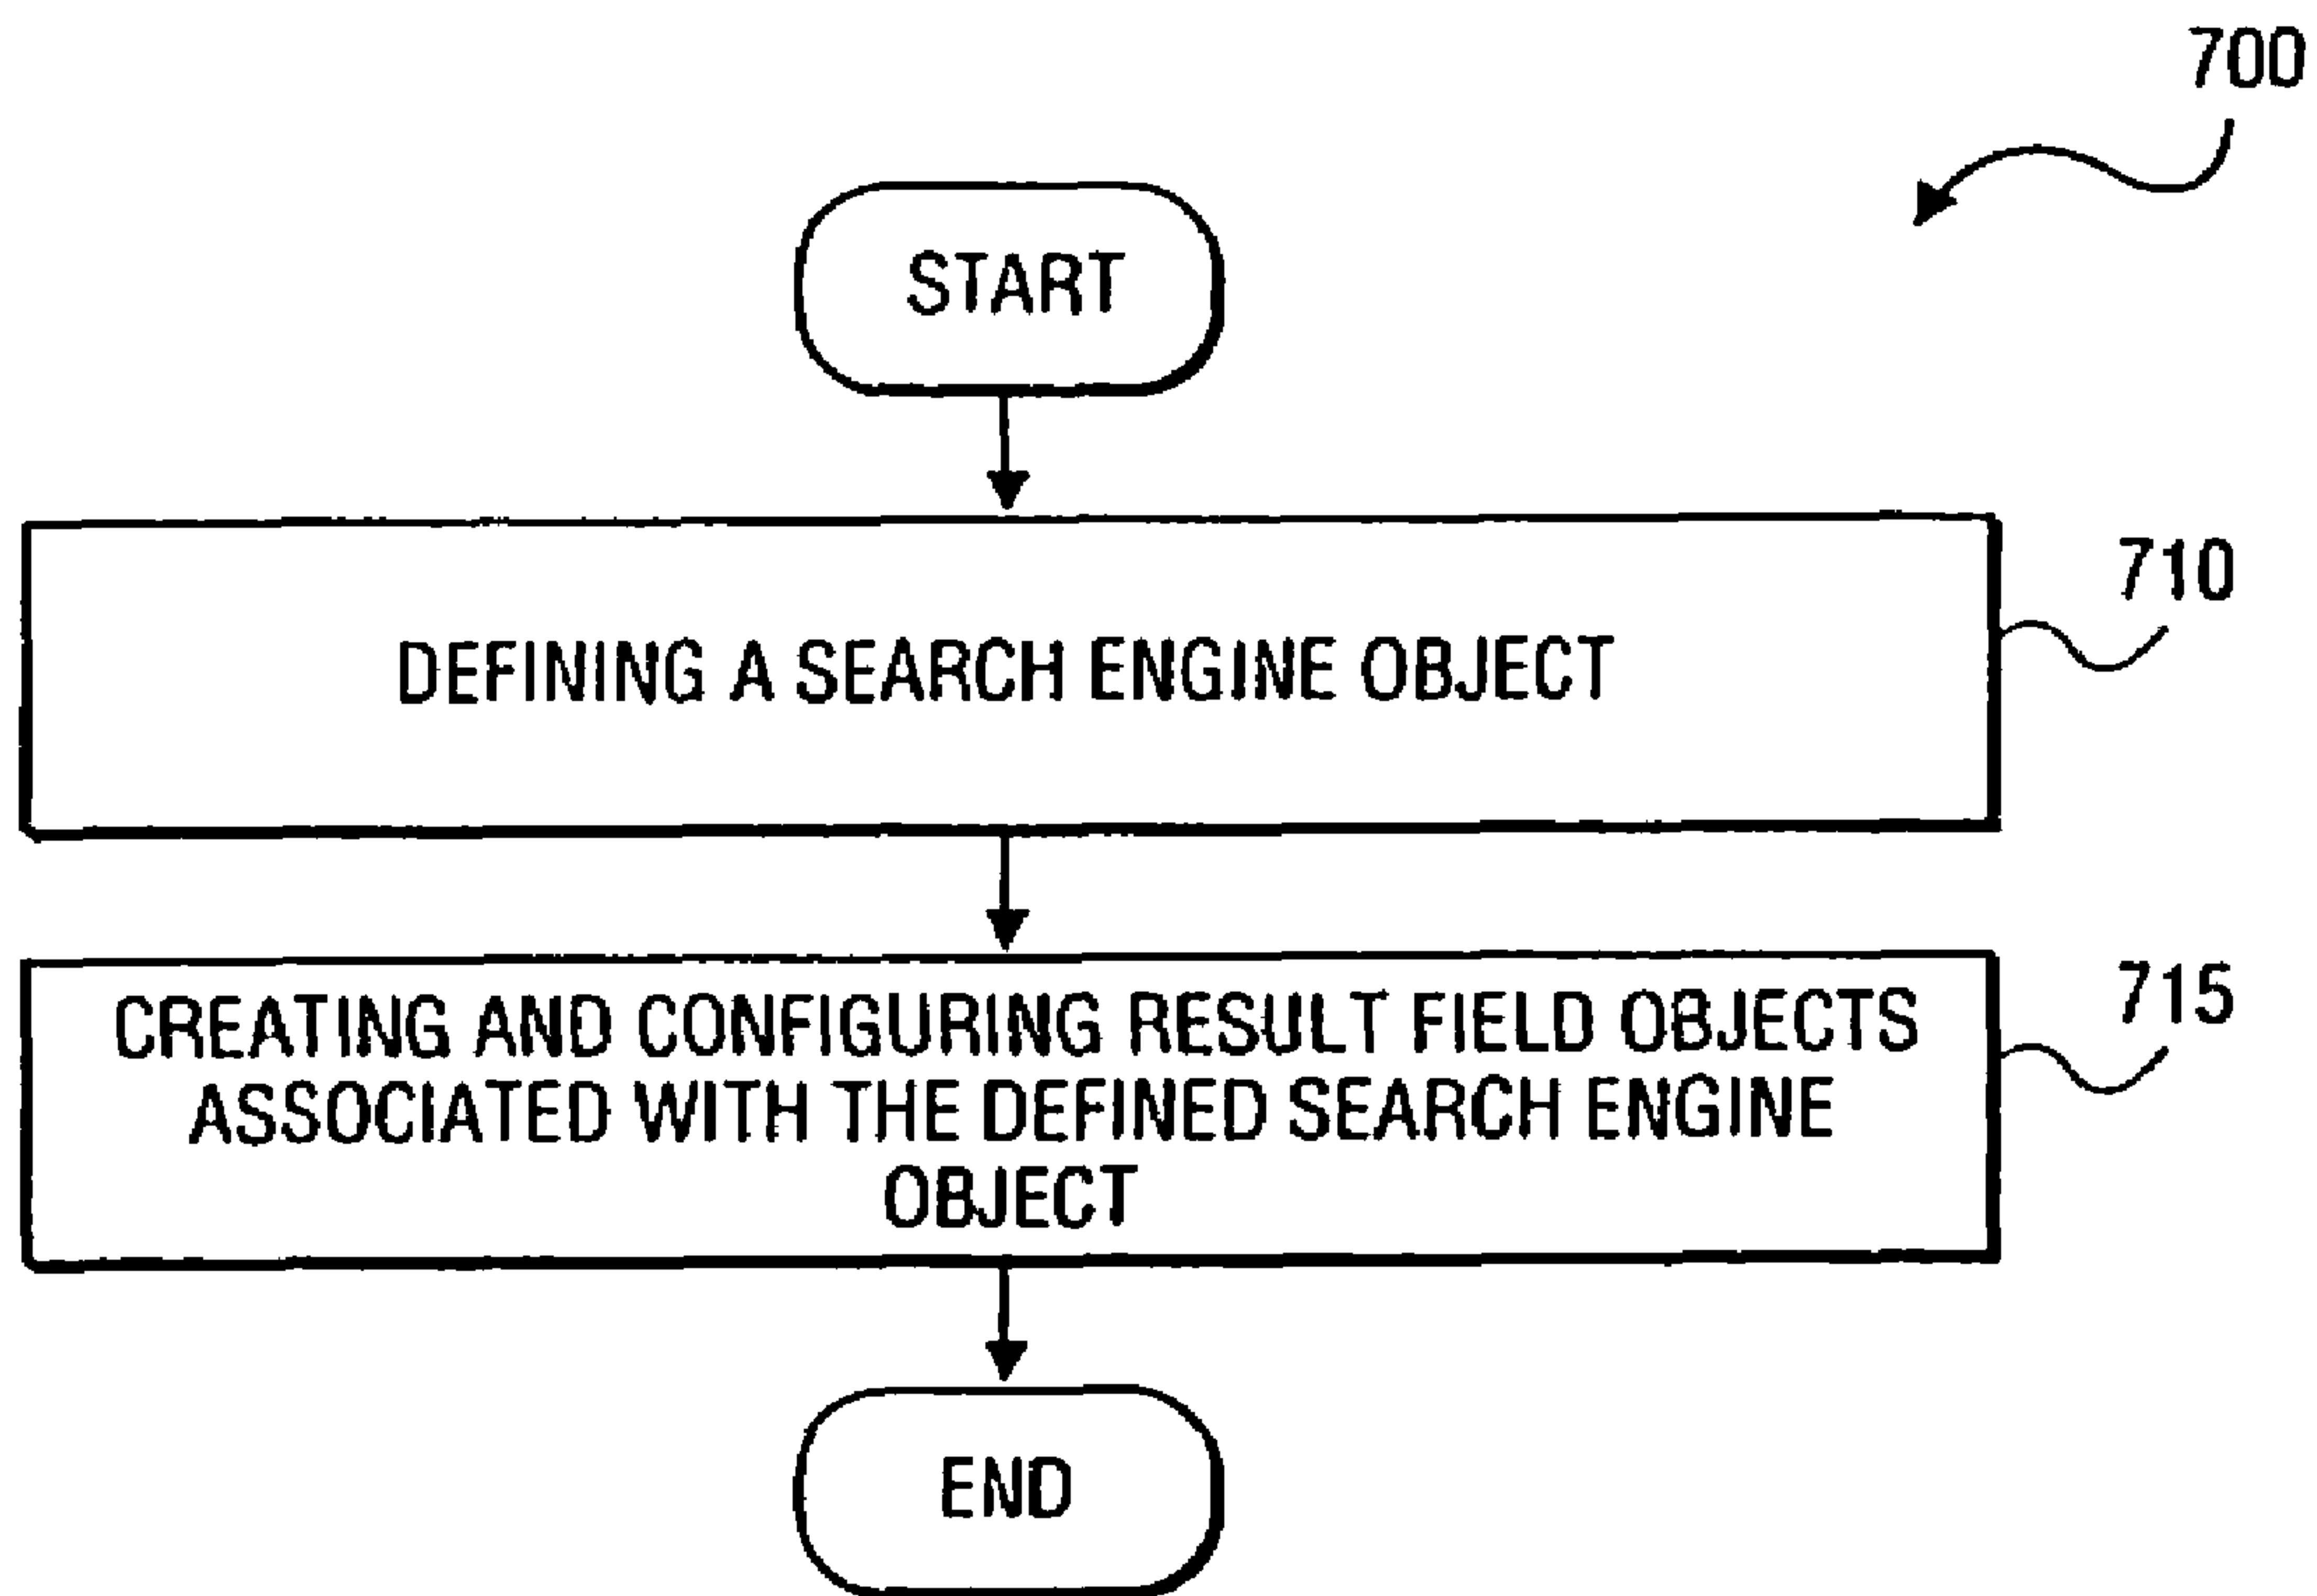 700
START
DEFINING A SEARCH ENGINE OBJECT
710
CREATING AND CONFIGURING RESULT FIELD OBJECTS
ASSOCIATED WITH THE DEFINED SEARCH ENGINE
OBJECT
715
END